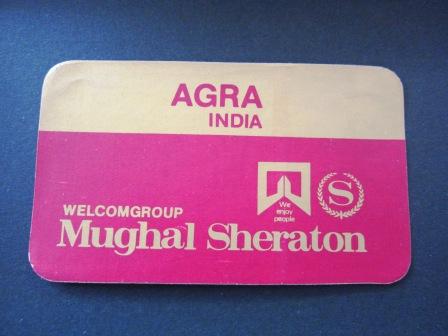 AGRA
INDIA
We
enjoy
people
S
WELCOMGROUP
Mughal Sheraton